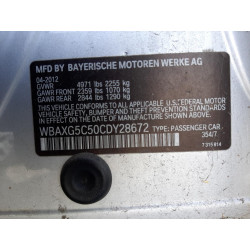 MFD. BY BAYERISCHE MOTOREN WERKE AG
04-2012
GVWR 4971 lbs 2255 kg
GAWR FRONT 2359 lbs 1070 kg
GAWR REAR 2844 lbs 1290 kg
THIS VEHICLE CONFORMS TO ALL APPLICABLE
FEDERAL MOTOR VEHICLE SAFETY, BUMPER AND
THEFT PREVENTION STANDARDS IN EFFECT ON
THE DATE OF MANUFACTURE SHOWN ABOVE.
WBAXG5C50CDY28672 TYPE: PASSENGER CAR
354/7